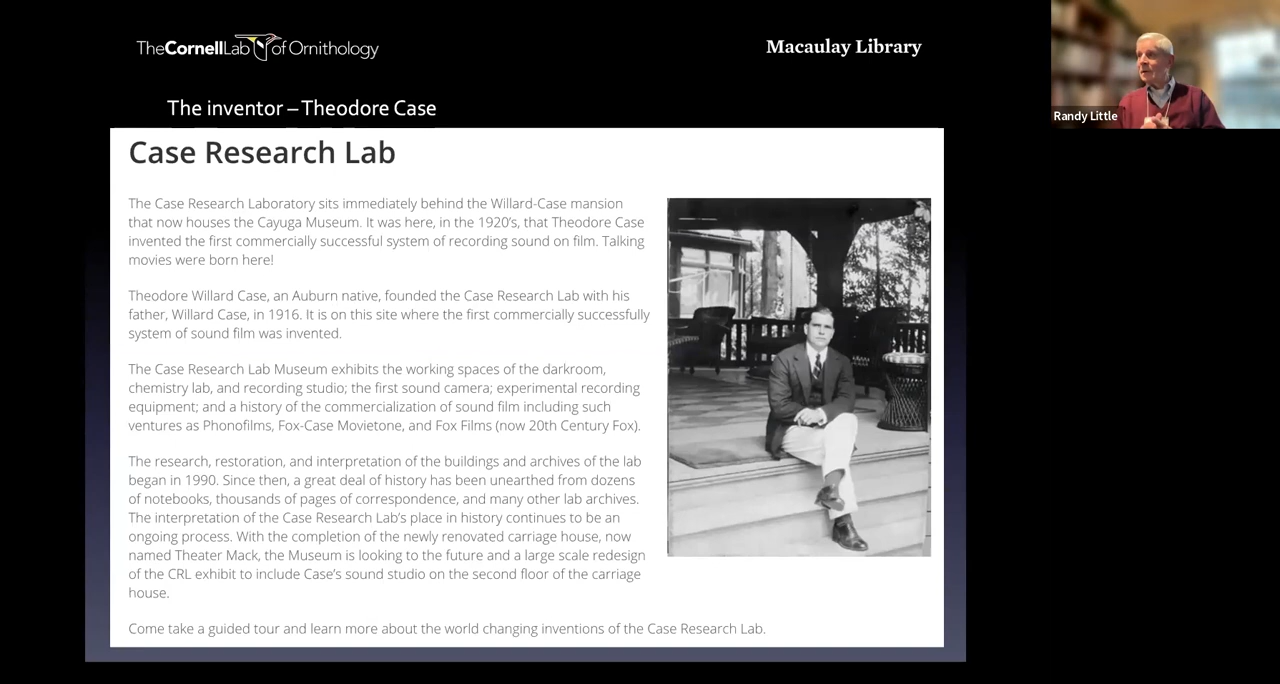 TheCornellLab of Ornithology
Macaulay Library
The inventor – Theodore Case
Case Research Lab
The Case Research Laboratory sits immediately behind the Willard-Case mansion
that now houses the Cayuga Museum. It was here, in the 1920's, that Theodore Case
invented the first commercially successful system of recording sound on film. Talking
movies were born here!
Theodore Willard Case, an Auburn native, founded the Case Research Lab with his
father, Willard Case, in 1916. It is on this site where the first commercially successfully
system of sound film was invented.
The Case Research Lab Museum exhibits the working spaces of the darkroom,
chemistry lab, and recording studio; the first sound camera; experimental recording
equipment; and a history of the commercialization of sound film including such
ventures as Phonofilms, Fox-Case Movietone, and Fox Films (now 20th Century Fox).
The research, restoration, and interpretation of the buildings and archives of the lab
began in 1990. Since then, a great deal of history has been unearthed from dozens
of notebooks, thousands of pages of correspondence, and many other lab archives.
The interpretation of the Case Research Lab's place in history continues to be an
ongoing process. With the completion of the newly renovated carriage house, now
named Theater Mack, the Museum is looking to the future and a large scale redesign
of the CRL exhibit to include Case's sound studio on the second floor of the carriage
house.
Come take a guided tour and learn more about the world changing inventions of the Case Research Lab.
Randy Little